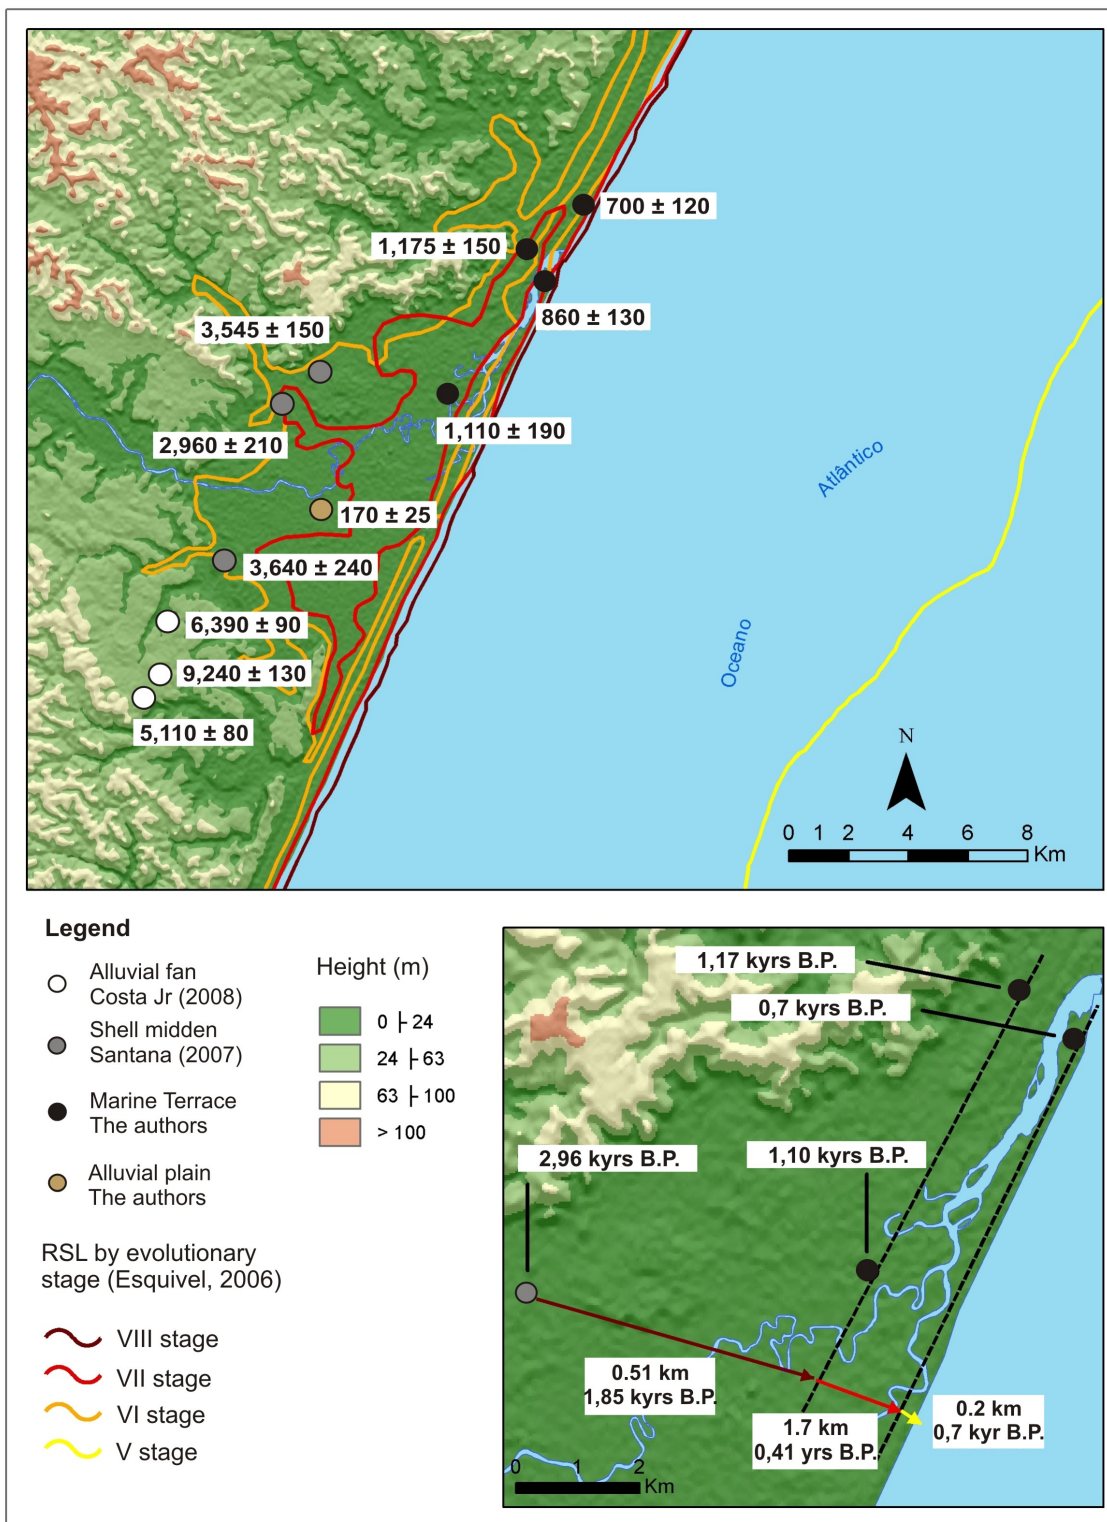 700 ± 120
1,175 ± 150
860 ± 130
3,545 ± 150
1,110 ± 190
2,960 ± 210
Atlântico
170 ± 25
3,640 ± 240
6,390 ± 90
Oceano
9,240 ± 130
5,110 ± 80
N
0 1 2 4 6 8
Km
Legend
Alluvial fan
Costa Jr (2008)
Shell midden
Santana (2007)
Marine Terrace
The authors
Alluvial plain
The authors
Height (m)
0 ├ 24
24 ├ 63
63 ├ 100
> 100
RSL by evolutionary
stage (Esquivel, 2006)
VIII stage
VII stage
VI stage
V stage
1,17 kyrs B.P.
0,7 kyrs B.P.
2,96 kyrs B.P.
1,10 kyrs B.P.
0.51 km
1,85 kyrs B.P.
1.7 km
0,41 yrs B.P.
0.2 km
0,7 kyr B.P.
0 1 2
Km